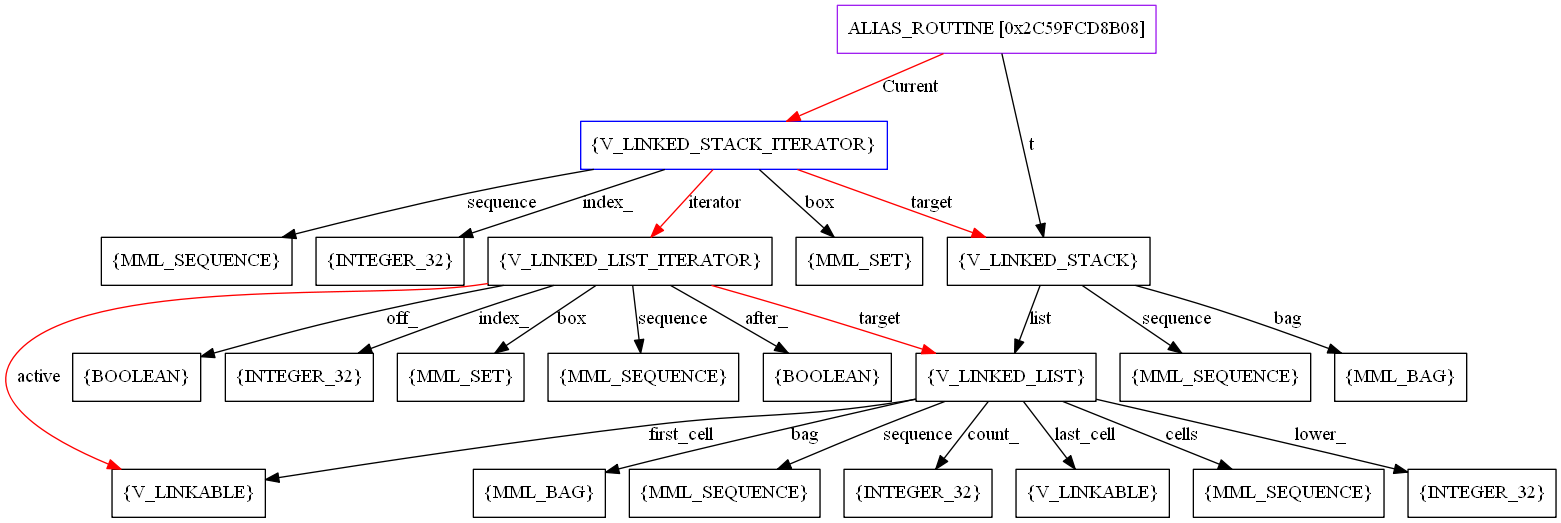 ALIAS_ROUTINE [0x2C59FCD8B08]
Current
t
{V_LINKED_STACK_ITERATOR}
sequence
index_
iterator
box
target
{MML_SEQUENCE}
{INTEGER_32}
{V_LINKED_LIST_ITERATOR}
{MML_SET}
{V_LINKED_STACK}
off_
index_
box
sequence
after_
target
list
sequence
bag
active
{BOOLEAN}
{INTEGER_32}
{MML_SET}
{MML_SEQUENCE}
{BOOLEAN}
{V_LINKED_LIST}
{MML_SEQUENCE}
{MML_BAG}
first_cell
bag
sequence
count_
last_cell
cells
lower_
{V_LINKABLE}
{MML_BAG}
{MML_SEQUENCE}
{INTEGER_32}
{V_LINKABLE}
{MML_SEQUENCE}
{INTEGER_32}